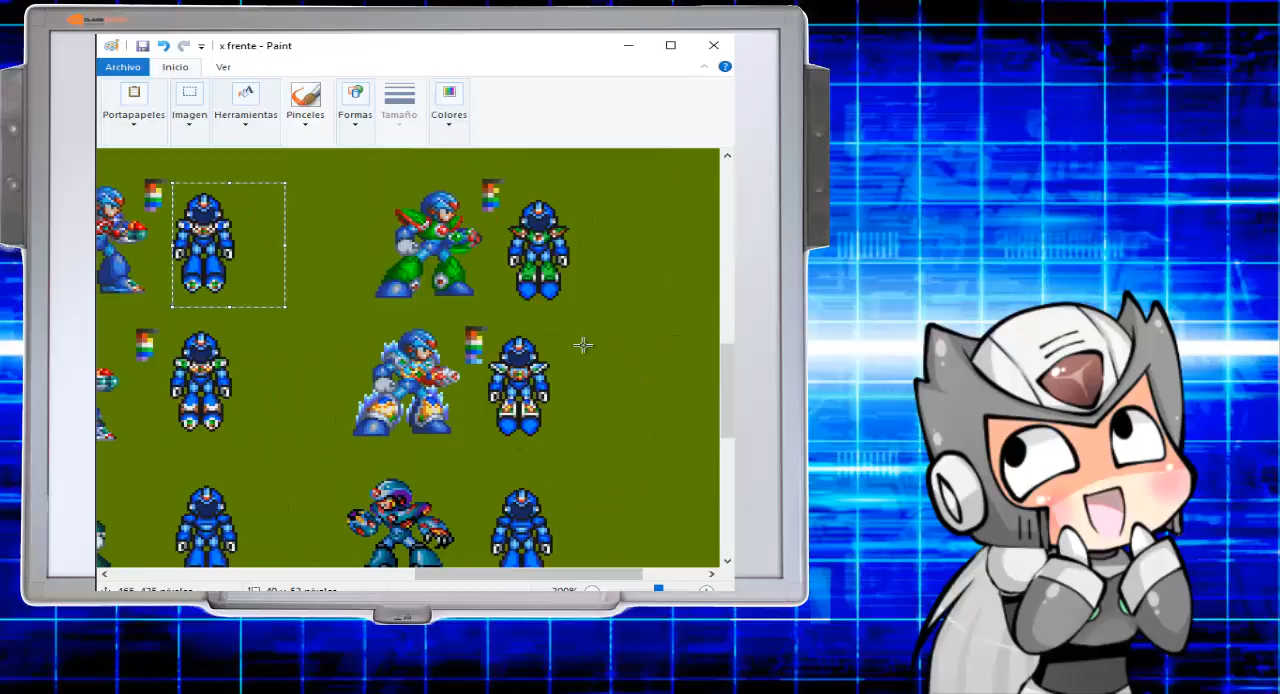 x frente - Paint
Archivo Inicio Ver
Portapapeles Imagen Herramientas Pinceles Formas Tamaño Colores